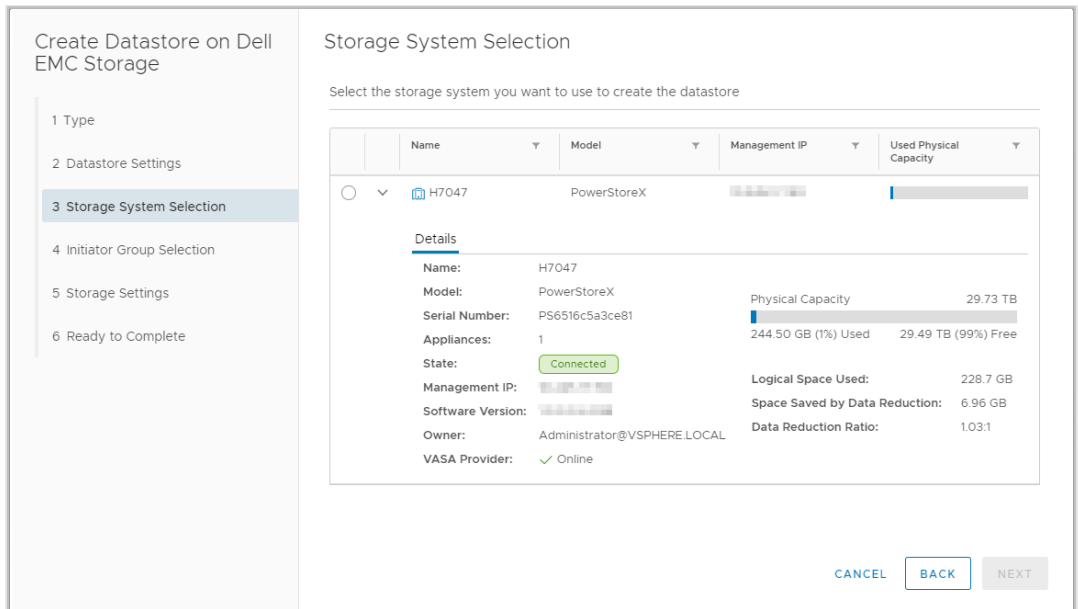 Create Datastore on Dell
EMC Storage
1 Type
2 Datastore Settings
3 Storage System Selection
4 Initiator Group Selection
5 Storage Settings
6 Ready to Complete
Storage System Selection
Select the storage system you want to use to create the datastore
Name Model Management IP Used Physical
Capacity
H7047 PowerStoreX
Details
Name: H7047
Model: PowerStoreX
Serial Number: PS6516c5a3ce81
Appliances: 1
State: Connected
Management IP:
Software Version:
Owner: Administrator@VSPHERE.LOCAL
VASA Provider: Online
Physical Capacity 29.73 TB
244.50 GB (1%) Used 29.49 TB (99%) Free
Logical Space Used: 228.7 GB
Space Saved by Data Reduction: 6.96 GB
Data Reduction Ratio: 1.03:1
CANCEL BACK NEXT